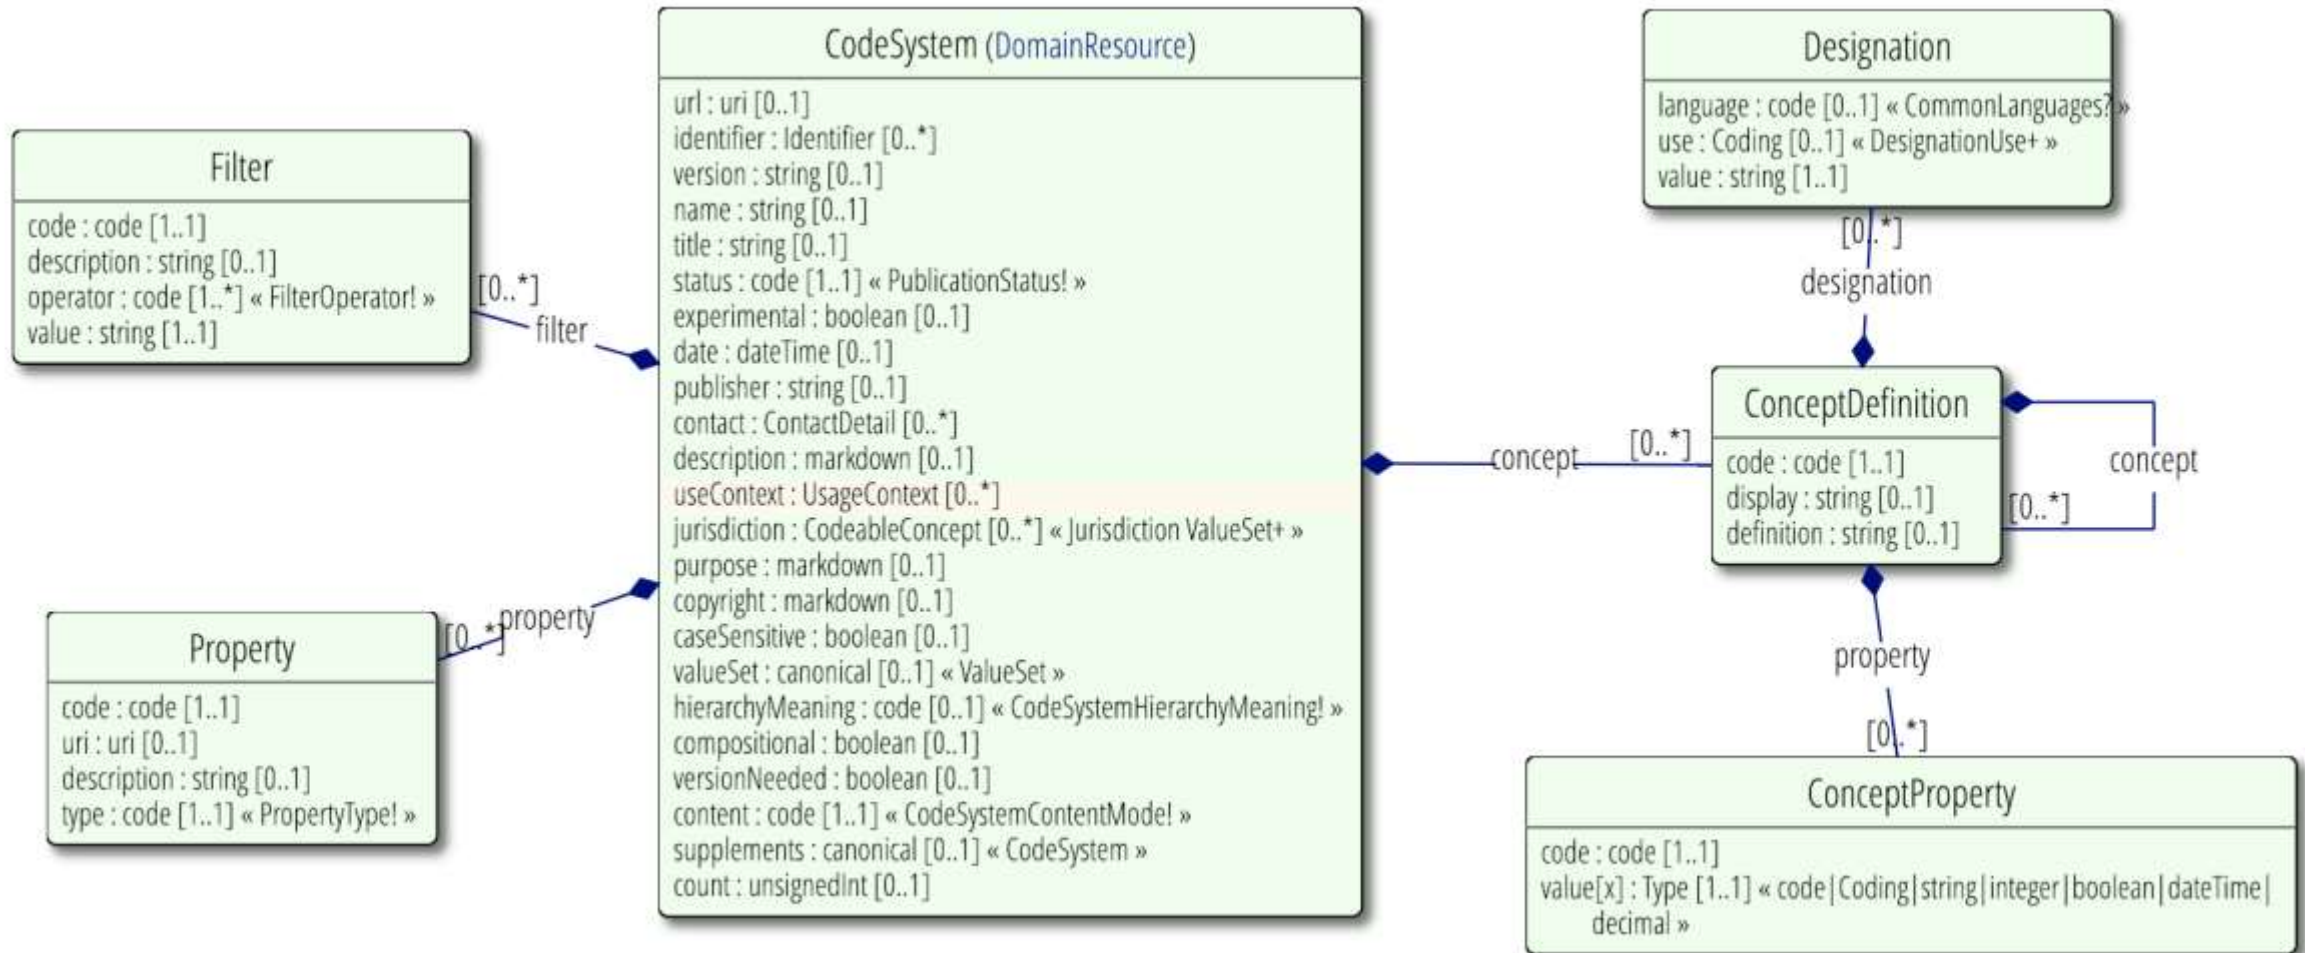 CodeSystem (DomainResource)
url : uri [0..1]
identifier : Identifier [0..*]
version : string [0..1]
name : string [0..1]
title : string [0..1]
status : code [1..1] « PublicationStatus! »
experimental : boolean [0..1]
date : dateTime [0..1]
publisher : string [0..1]
contact : ContactDetail [0..*]
description : markdown [0..1]
useContext : UsageContext [0..*]
jurisdiction : CodeableConcept [0..*] « Jurisdiction ValueSet+ »
purpose : markdown [0..1]
copyright : markdown [0..1]
caseSensitive : boolean [0..1]
valueSet : canonical [0..1] « ValueSet »
hierarchyMeaning : code [0..1] « CodeSystemHierarchyMeaning! »
compositional : boolean [0..1]
versionNeeded : boolean [0..1]
content : code [1..1] « CodeSystemContentMode! »
supplements : canonical [0..1] « CodeSystem »
count : unsignedInt [0..1]
Filter
code : code [1..1]
description : string [0..1]
operator : code [1..*] « FilterOperator! »
value : string [1..1]
[0..*]
filter
Property
code : code [1..1]
uri : uri [0..1]
description : string [0..1]
type : code [1..1] « PropertyType! »
[0..*]
property
Designation
language : code [0..1] « CommonLanguages? »
use : Coding [0..1] « DesignationUse+ »
value : string [1..1]
[0..*]
designation
ConceptDefinition
code : code [1..1]
display : string [0..1]
definition : string [0..1]
concept
[0..*]
concept
[0..*]
property
[0..*]
ConceptProperty
code : code [1..1]
value[x] : Type [1..1] « code|Coding|string|integer|boolean|dateTime|
decimal »